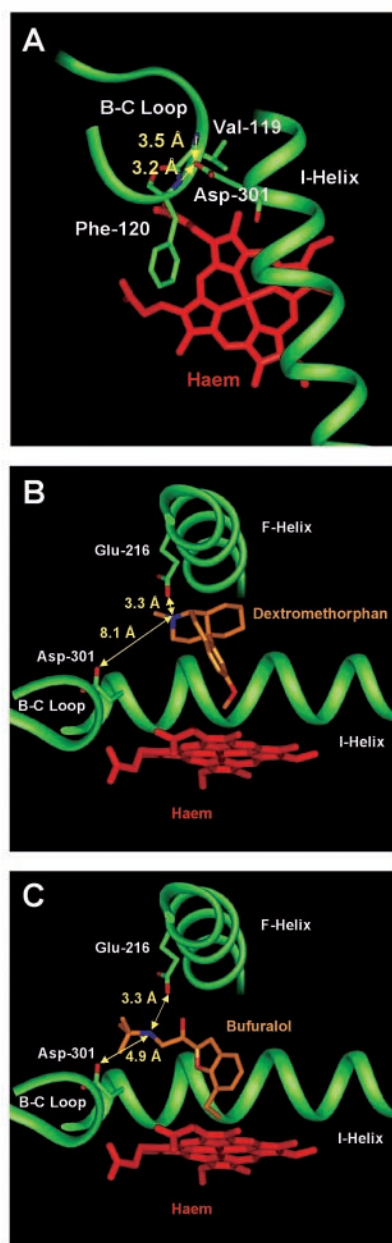 A
B-C Loop
Val-119
3.5 Å
I-Helix
3.2 Å
Asp-301
Phe-120
Haem
B
F-Helix
Glu-216
3.3 Å
Dextromethorphan
8.1 Å
Asp-301
B-C Loop
I-Helix
Haem
C
F-Helix
Glu-216
3.3 Å
Bufuralol
Asp-301
4.9 Å
B-C Loop
I-Helix
Haem